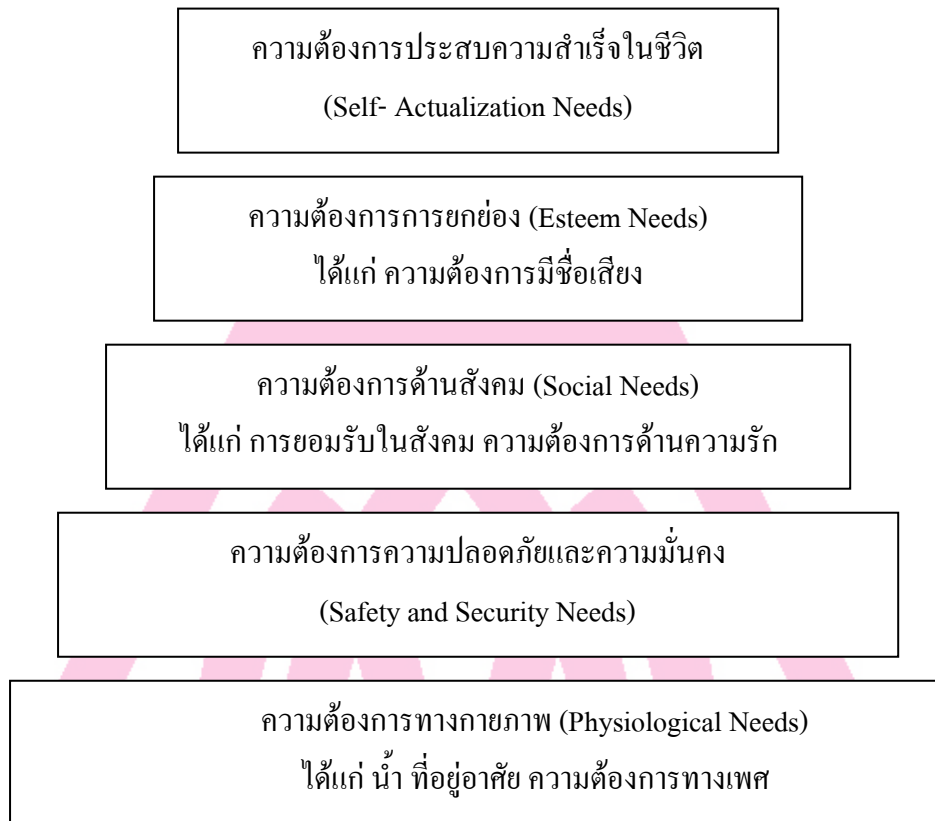 ความต้องการประสบความสำเร็จในชีวิต
(Self- Actualization Needs)
ความต้องการการยกย่อง (Esteem Needs)
ได้แก่ ความต้องการมีชื่อเสียง
ความต้องการด้านสังคม (Social Needs)
ได้แก่ การยอมรับในสังคม ความต้องการด้านความรัก
ความต้องการความปลอดภัยและความมั่นคง
(Safety and Security Needs)
ความต้องการทางกายภาพ (Physiological Needs)
ได้แก่ น้ำ ที่อยู่อาศัย ความต้องการทางเพศ